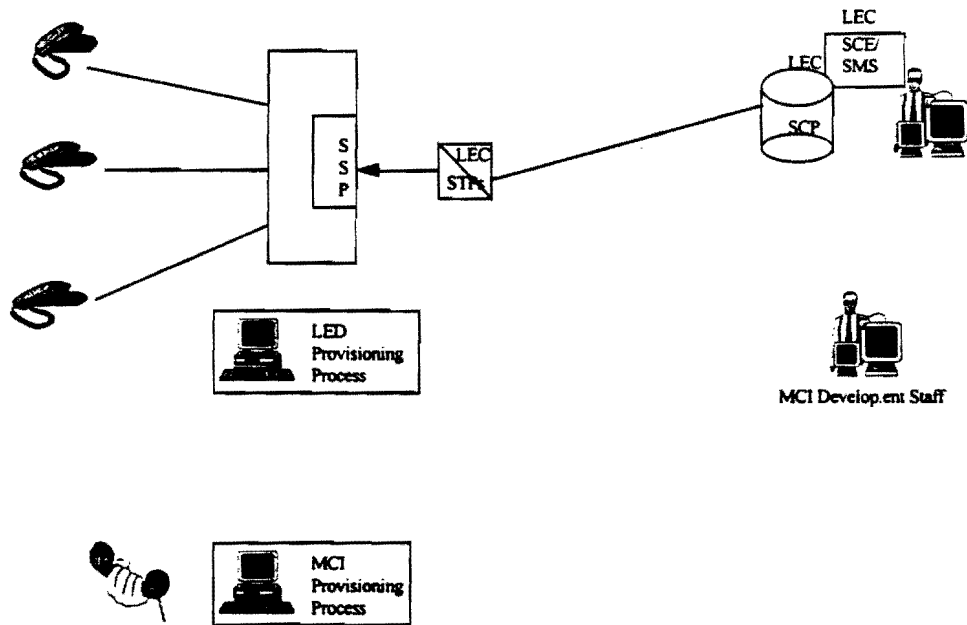 LEC
SCE/
SMS
LEC
SCP
S
S
P
LEC
STPs
LED
Provisioning
Process
MCI Develop.ent Staff
MCI
Provisioning
Process